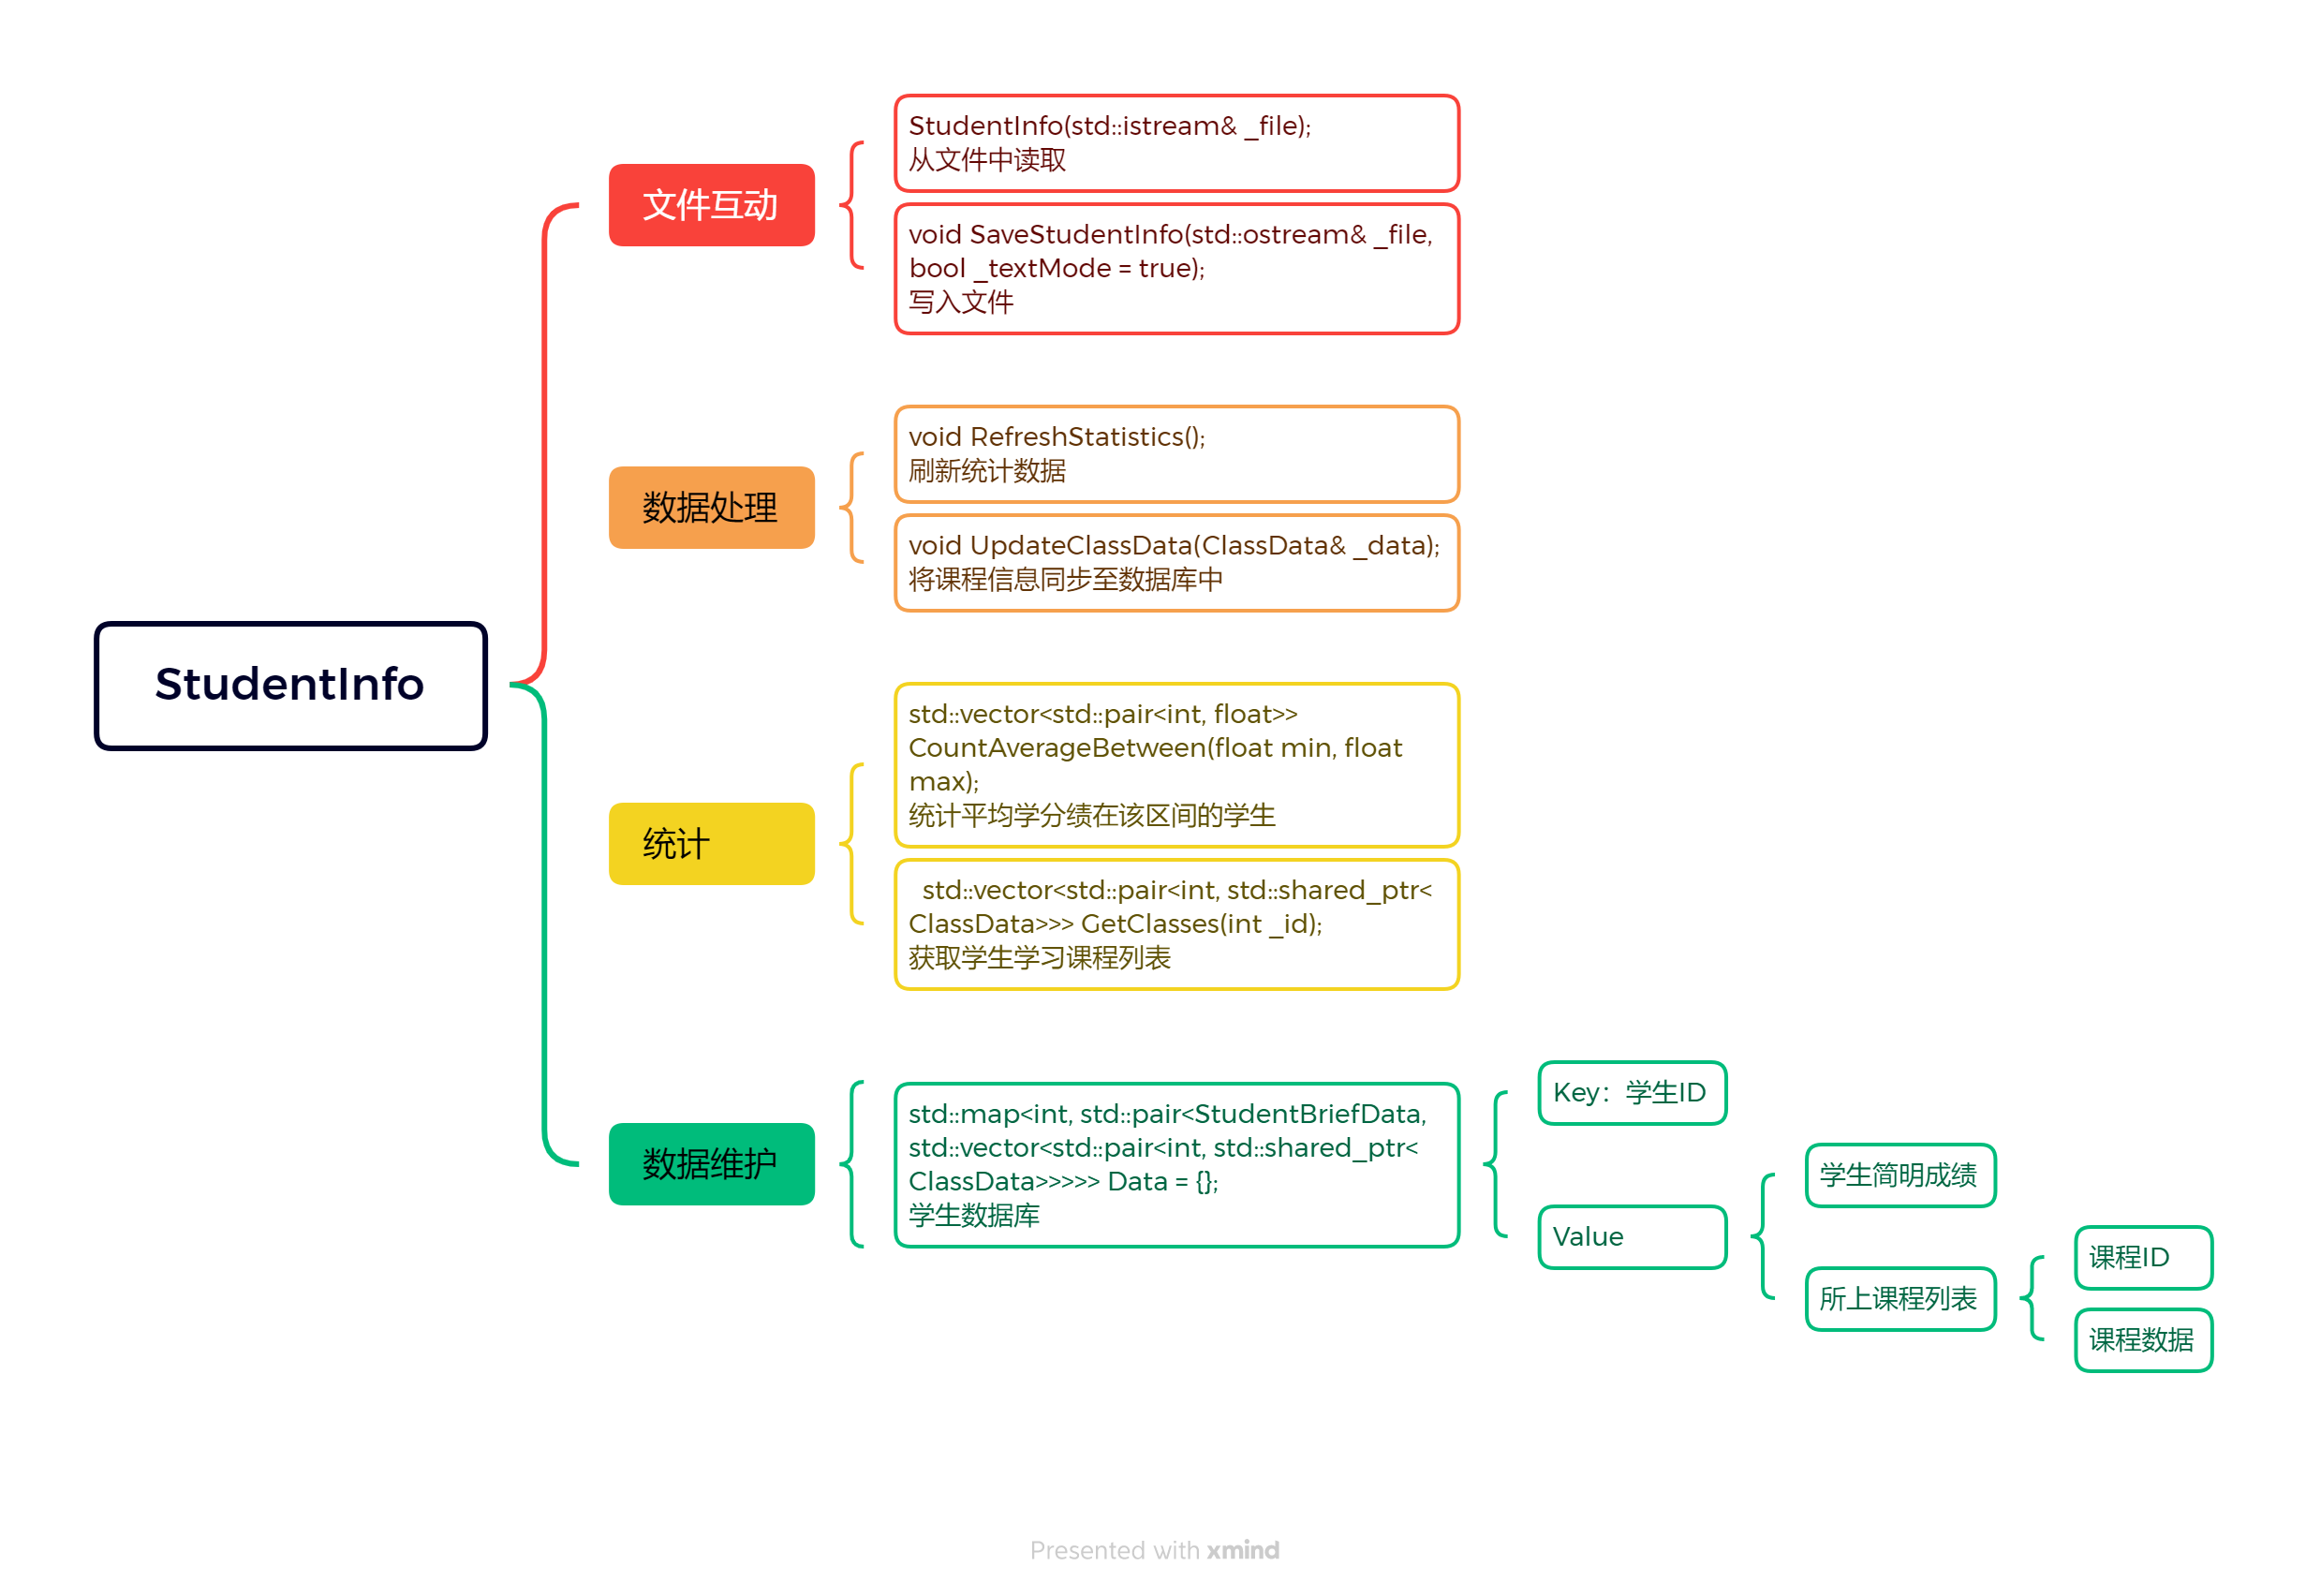 StudentInfo
文件互动
StudentInfo(std::istream& _file);
从文件中读取
void SaveStudentInfo(std::ostream& _file,
bool _textMode = true);
写入文件
数据处理
void RefreshStatistics();
刷新统计数据
void UpdateClassData(ClassData& _data);
将课程信息同步至数据库中
统计
std::vector<std::pair<int, float>>
CountAverageBetween(float min, float
max);
统计平均学分绩在该区间的学生
std::vector<std::pair<int, std::shared_ptr<
ClassData>>> GetClasses(int _id);
获取学生学习课程列表
数据维护
std::map<int, std::pair<StudentBriefData,
std::vector<std::pair<int, std::shared_ptr<
ClassData>>>>> Data = {};
学生数据库
Key：学生ID
Value
学生简明成绩
所上课程列表
课程ID
课程数据
Presented with xmind